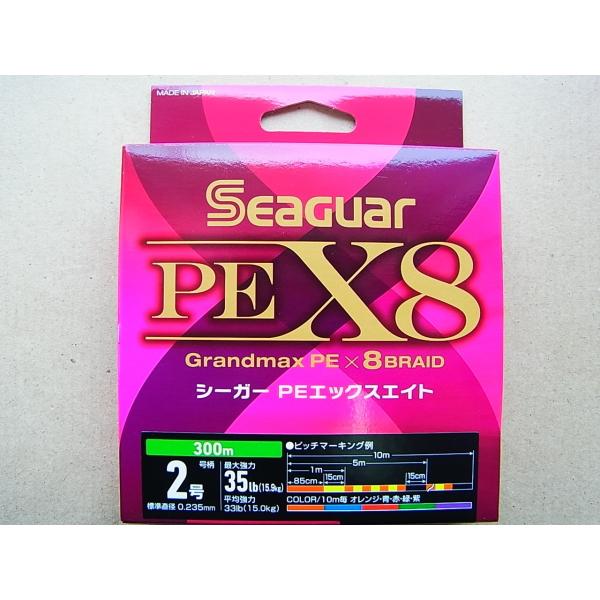 MADE IN JAPAN
SEAGUAR
PE X8
Grandmax PE×8BRAID
シーガー PEエックスエイト
300m
号柄
2号
標準直径 0.235mm
最大強力
35lb(15.9kg)
平均強力
33lb(15.0kg)
●ピッチマーキング例
10m
5m
1m
15cm
15cm
85cm
COLOR/10m毎 オレンジ·青·赤·緑·紫